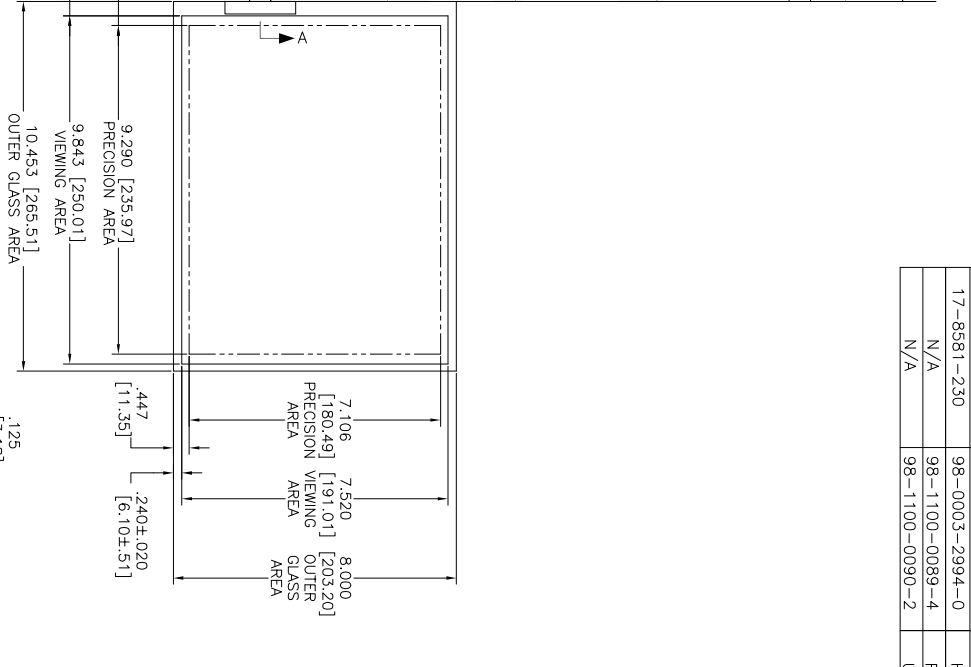 A
9.290 [235.97]
PRECISION AREA
9.843 [250.01]
VIEWING AREA
10.453 [265.51]
OUTER GLASS AREA
.447
[11.35]
.240±.020
[6.10±.51]
7.106
[180.49]
PRECISION
AREA
7.520
[191.01]
VIEWING
AREA
8.000
[203.20]
OUTER
GLASS
AREA
.125
17-8581-230 98-0003-2994-0
N/A 98-1100-0089-4
N/A 98-1100-0090-2